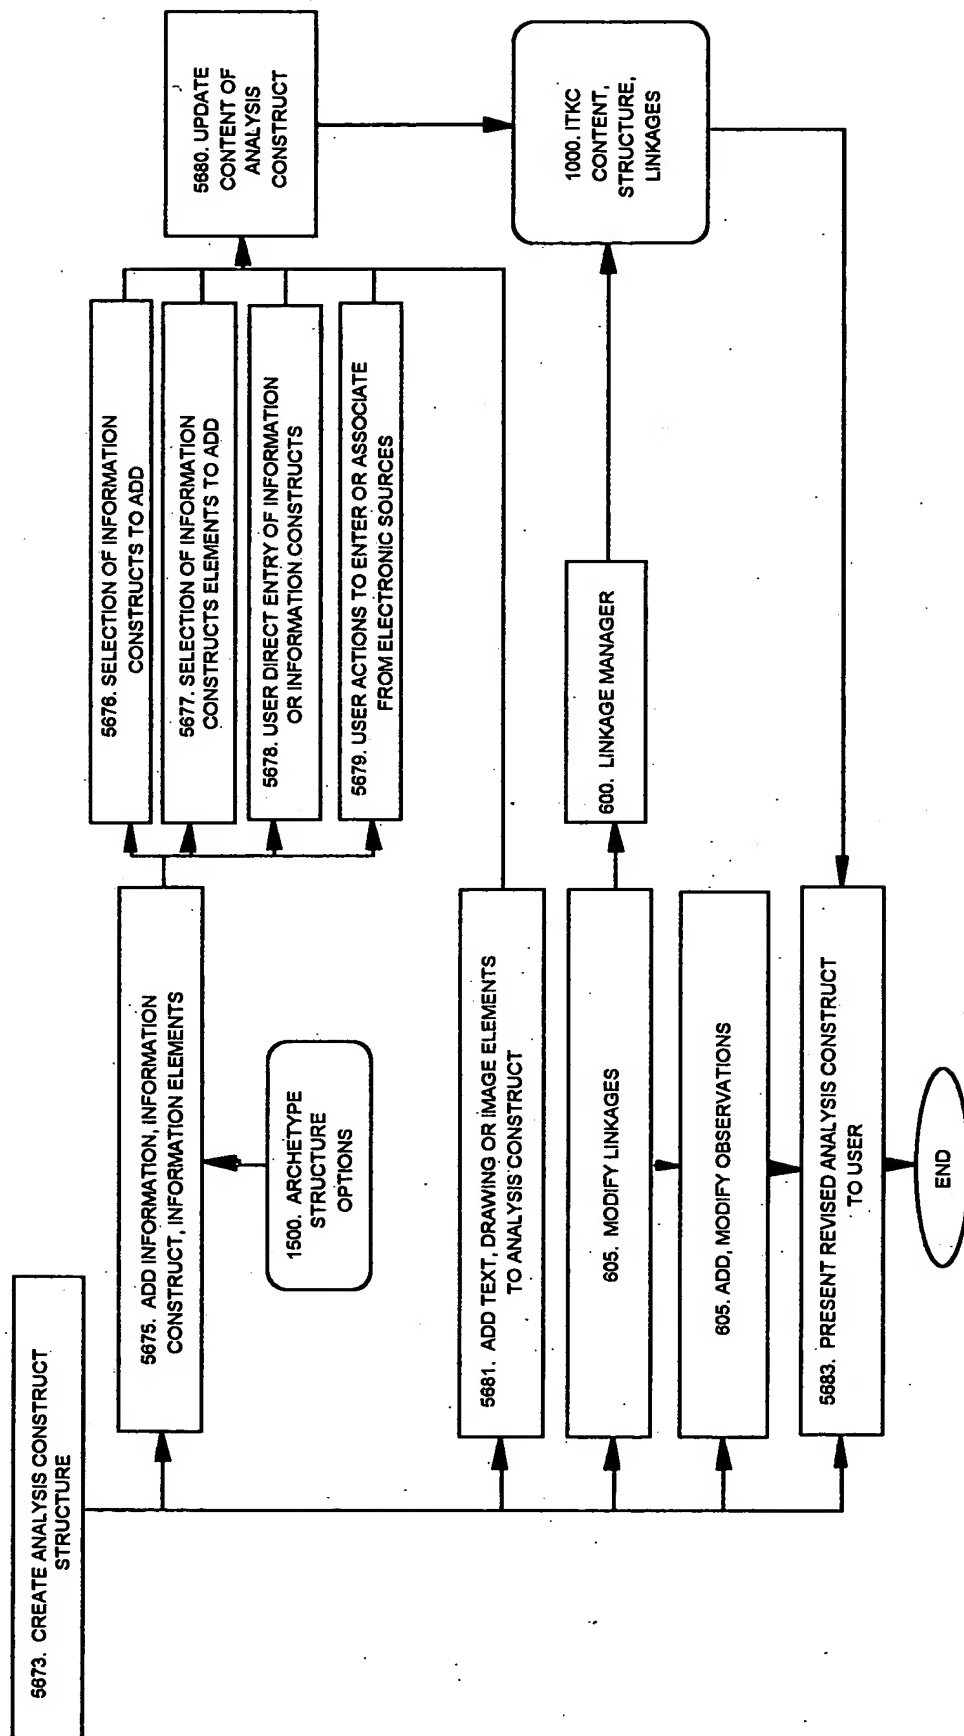 5673. CREATE ANALYSIS CONSTRUCT
STRUCTURE
5675. ADD INFORMATION, INFORMATION
CONSTRUCT, INFORMATION ELEMENTS
1500. ARCHETYPE
STRUCTURE
OPTIONS
5676. SELECTION OF INFORMATION
CONSTRUCTS TO ADD
5677. SELECTION OF INFORMATION
CONSTRUCTS ELEMENTS TO ADD
5678. USER DIRECT ENTRY OF INFORMATION
OR INFORMATION CONSTRUCTS
5679. USER ACTIONS TO ENTER OR ASSOCIATE
FROM ELECTRONIC SOURCES
5680. UPDATE
CONTENT OF
ANALYSIS
CONSTRUCT
5681. ADD TEXT, DRAWING OR IMAGE ELEMENTS
TO ANALYSIS CONSTRUCT
605. MODIFY LINKAGES
600. LINKAGE MANAGER
1000. ITKC
CONTENT,
STRUCTURE,
LINKAGES
605. ADD, MODIFY OBSERVATIONS
5683. PRESENT REVISED ANALYSIS CONSTRUCT
TO USER
END